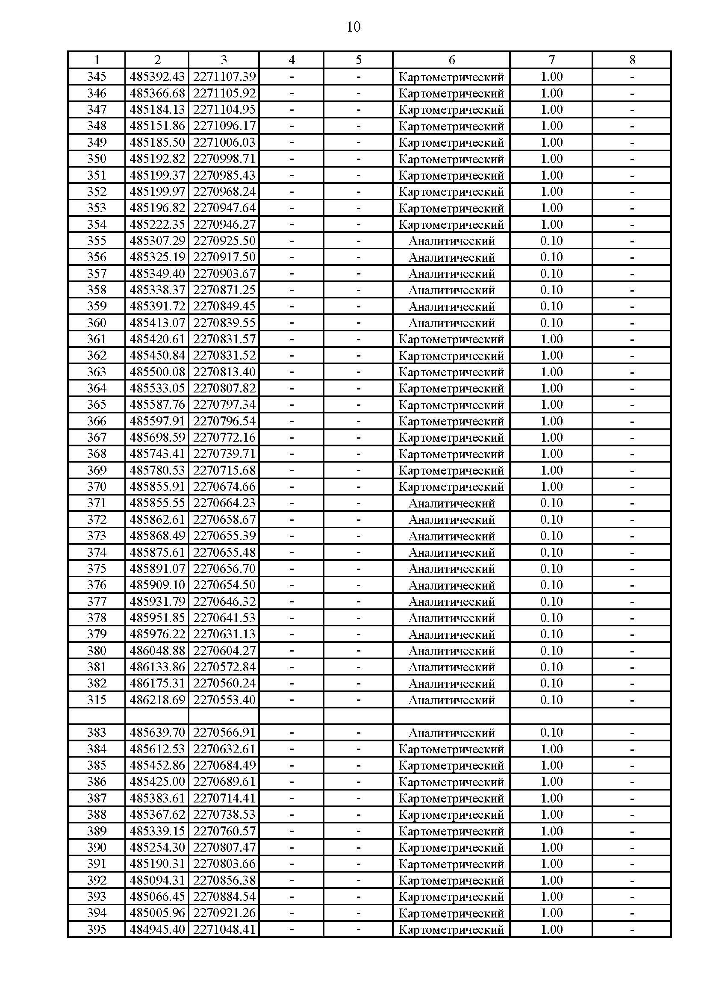 10
1 2 3 4 5 6 7 8
345 485392.43 2271107.39 - - Картометрический 1.00 -
346 485366.68 2271105.92 - - Картометрический 1.00 -
347 485184.13 2271104.95 - - Картометрический 1.00 -
348 485151.86 2271096.17 - - Картометрический 1.00 -
349 485185.50 2271006.03 - - Картометрический 1.00 -
350 485192.82 2270998.71 - - Картометрический 1.00 -
351 485199.37 2270985.43 - - Картометрический 1.00 -
352 485199.97 2270968.24 - - Картометрический 1.00 -
353 485196.82 2270947.64 - - Картометрический 1.00 -
354 485222.35 2270946.27 - - Картометрический 1.00 -
355 485307.29 2270925.50 - - Аналитический 0.10 -
356 485325.19 2270917.50 - - Аналитический 0.10 -
357 485349.40 2270903.67 - - Аналитический 0.10 -
358 485338.37 2270871.25 - - Аналитический 0.10 -
359 485391.72 2270849.45 - - Аналитический 0.10 -
360 485413.07 2270839.55 - - Аналитический 0.10 -
361 485420.61 2270831.57 - - Картометрический 1.00 -
362 485450.84 2270831.52 - - Картометрический 1.00 -
363 485500.08 2270813.40 - - Картометрический 1.00 -
364 485533.05 2270807.82 - - Картометрический 1.00 -
365 485587.76 2270797.34 - - Картометрический 1.00 -
366 485597.91 2270796.54 - - Картометрический 1.00 -
367 485698.59 2270772.16 - - Картометрический 1.00 -
368 485743.41 2270739.71 - - Картометрический 1.00 -
369 485780.53 2270715.68 - - Картометрический 1.00 -
370 485855.91 2270674.66 - - Картометрический 1.00 -
371 485855.55 2270664.23 - - Аналитический 0.10 -
372 485862.61 2270658.67 - - Аналитический 0.10 -
373 485868.49 2270655.39 - - Аналитический 0.10 -
374 485875.61 2270655.48 - - Аналитический 0.10 -
375 485891.07 2270656.70 - - Аналитический 0.10 -
376 485909.10 2270654.50 - - Аналитический 0.10 -
377 485931.79 2270646.32 - - Аналитический 0.10 -
378 485951.85 2270641.53 - - Аналитический 0.10 -
379 485976.22 2270631.13 - - Аналитический 0.10 -
380 486048.88 2270604.27 - - Аналитический 0.10 -
381 486133.86 2270572.84 - - Аналитический 0.10 -
382 486175.31 2270560.24 - - Аналитический 0.10 -
315 486218.69 2270553.40 - - Аналитический 0.10 -
383 485639.70 2270566.91 - - Аналитический 0.10 -
384 485612.53 2270632.61 - - Картометрический 1.00 -
385 485452.86 2270684.49 - - Картометрический 1.00 -
386 485425.00 2270689.61 - - Картометрический 1.00 -
387 485383.61 2270714.41 - - Картометрический 1.00 -
388 485367.62 2270738.53 - - Картометрический 1.00 -
389 485339.15 2270760.57 - - Картометрический 1.00 -
390 485254.30 2270807.47 - - Картометрический 1.00 -
391 485190.31 2270803.66 - - Картометрический 1.00 -
392 485094.31 2270856.38 - - Картометрический 1.00 -
393 485066.45 2270884.54 - - Картометрический 1.00 -
394 485005.96 2270921.26 - - Картометрический 1.00 -
395 484945.40 2271048.41 - - Картометрический 1.00 -